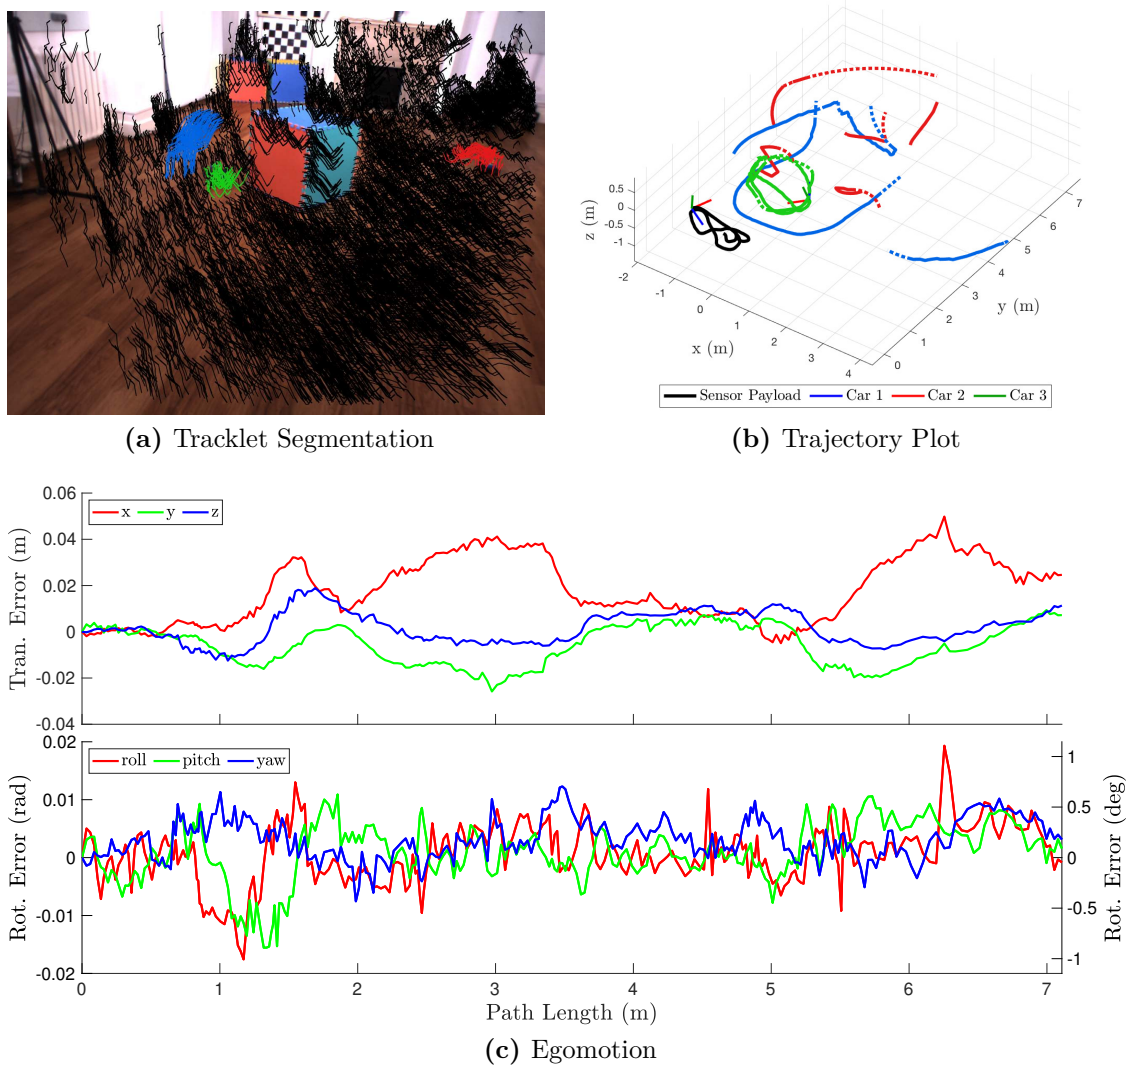 0.5
0
-0.5
-1
z (m)
-2
-1
0
1
2
3
4
x (m)
0
1
2
3
4
5
6
7
y (m)
Sensor Payload Car 1 Car 2 Car 3
(a) Tracklet Segmentation
(b) Trajectory Plot
0.06
0.04
0.02
0
-0.02
-0.04
Tran. Error (m)
x y z
0.02
0.01
0
-0.01
-0.02
Rot. Error (rad)
roll pitch yaw
1
0.5
0
-0.5
-1
Rot. Error (deg)
0 1 2 3 4 5 6 7
Path Length (m)
(c) Egomotion